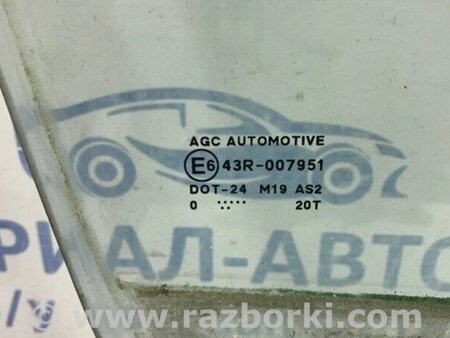 AGC AUTOMOTIVE
E6 43R-007951
DOT-24 M19 AS2
0 ..... 20T
РИАЛ-АВТО
б/у
www.razborki.com